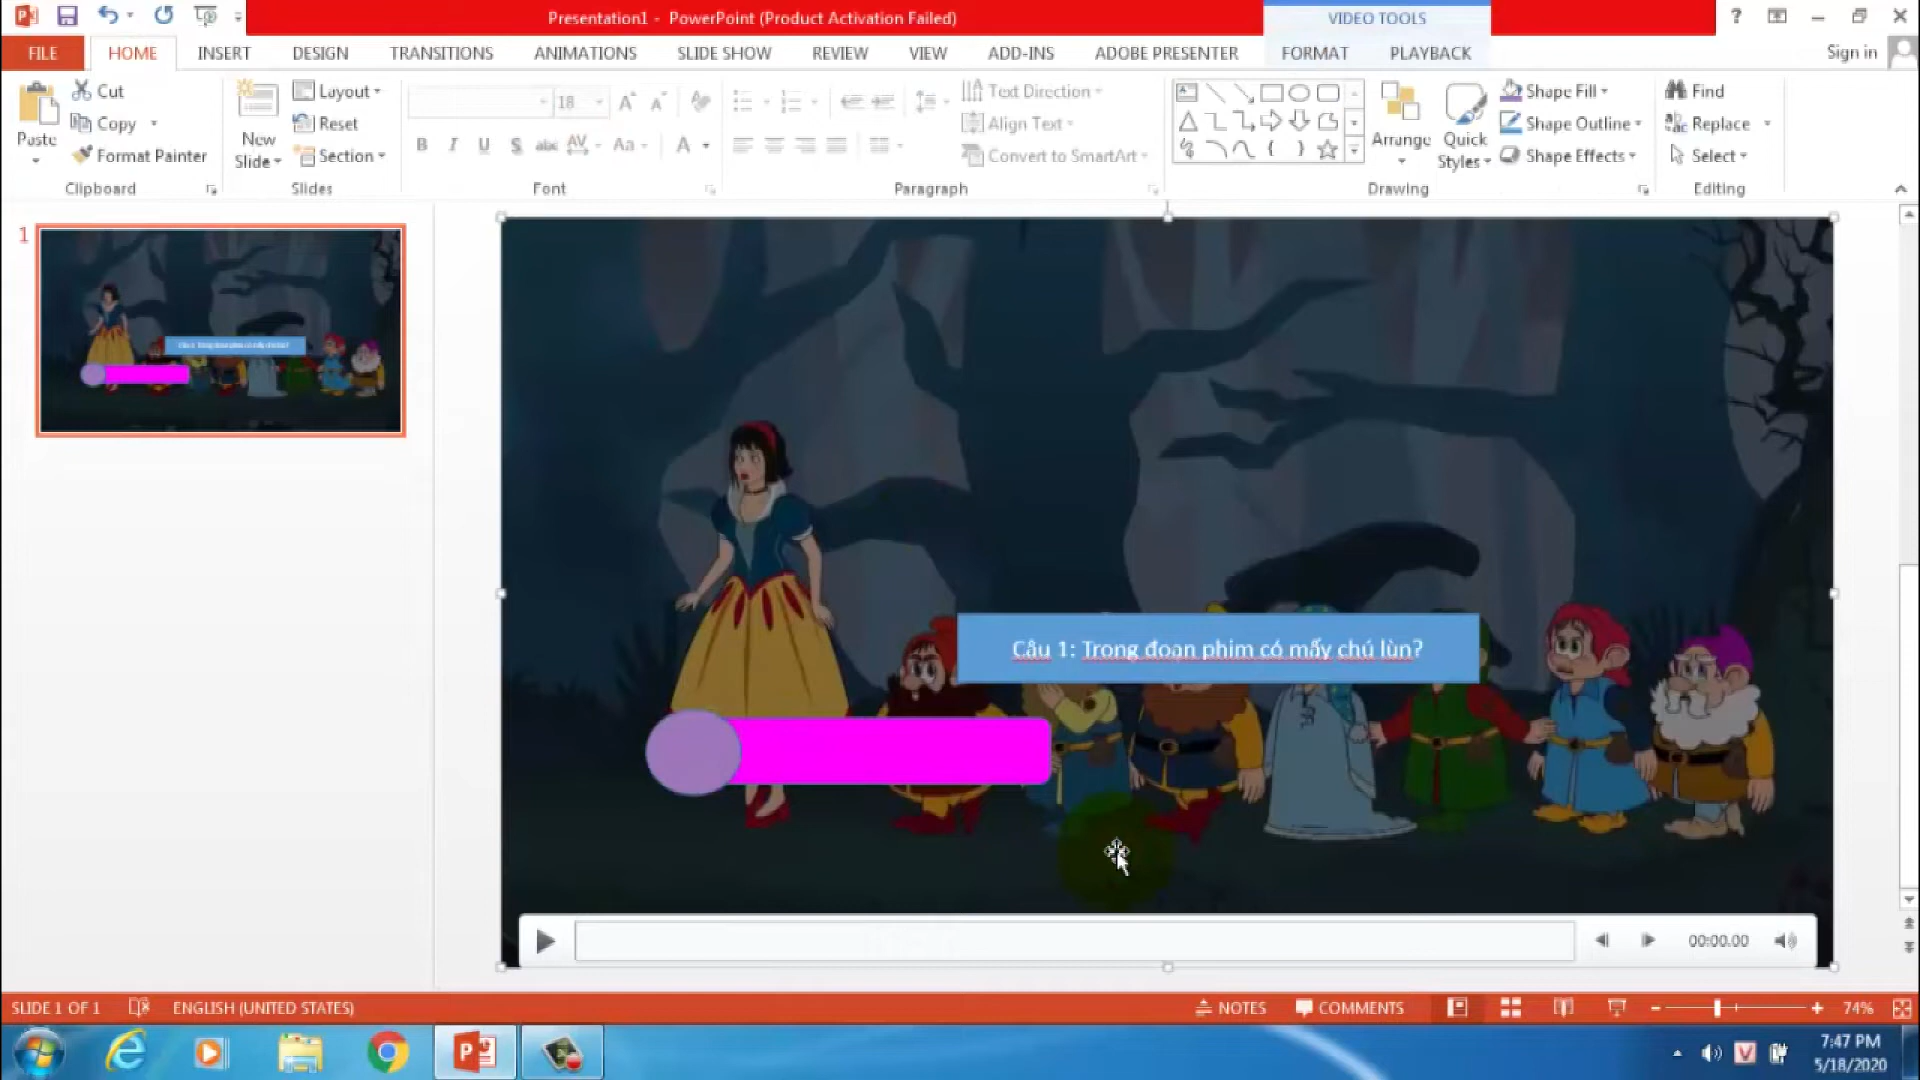 Presentation1 - PowerPoint (Product Activation Failed)
VIDEO TOOLS
?
FILE HOME INSERT DESIGN TRANSITIONS ANIMATIONS SLIDE SHOW REVIEW VIEW ADD-INS ADOBE PRESENTER FORMAT PLAYBACK Sign in
Cut
Copy
Format Painter
Paste
Clipboard
New Slide
Layout
Reset
Section
Slides
18
B I U S abc AV Aa A
Font
Text Direction
Align Text
Convert to SmartArt
Paragraph
Arrange
Quick Styles
Shape Fill
Shape Outline
Shape Effects
Drawing
Find
Replace
Select
Editing
1
Câu 1: Trong đoạn phim có mấy chú lùn?
00:00.00
SLIDE 1 OF 1 ENGLISH (UNITED STATES) NOTES COMMENTS 74%
7:47 PM
5/18/2020